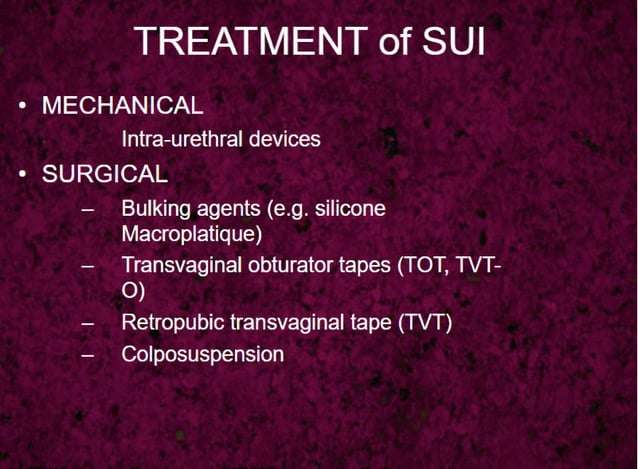 TREATMENT of SUI
• MECHANICAL
Intra-urethral devices
• SURGICAL
– Bulking agents (e.g. silicone
Macroplatique)
– Transvaginal obturator tapes (TOT, TVT-
O)
– Retropubic transvaginal tape (TVT)
– Colposuspension